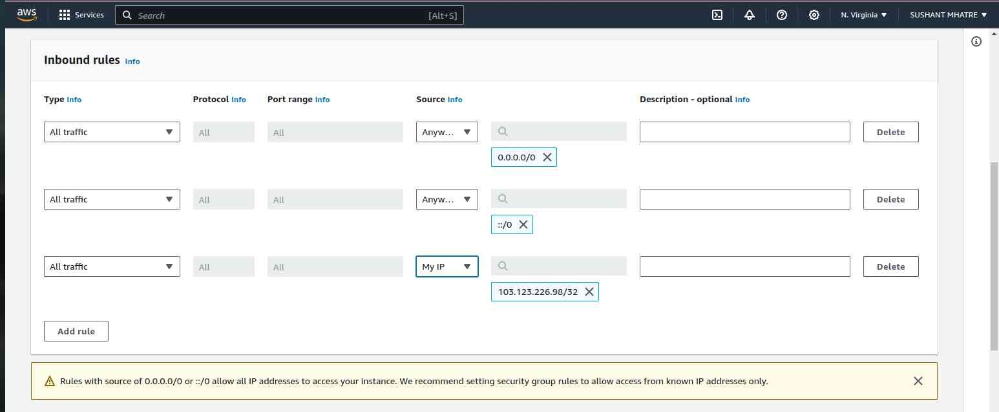 aws Services Search [Alt+S] N. Virginia SUSHANT MHATRE
Inbound rules Info
Type Info Protocol Info Port range Info Source Info Description - optional Info
All traffic All All Anyw... Delete
0.0.0.0/0
All traffic All All Anyw... Delete
::/0
All traffic All All My IP Delete
103.123.226.98/32
Add rule
Rules with source of 0.0.0.0/0 or ::/0 allow all IP addresses to access your instance. We recommend setting security group rules to allow access from known IP addresses only.